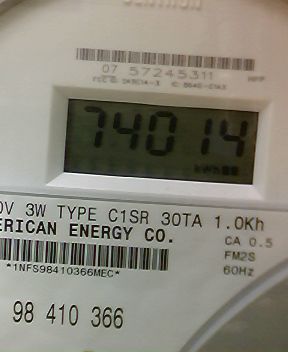 CENTRON
07 57245311
74014
0V 3W TYPE C1SR 30TA 1.0Kh
ERICAN ENERGY CO. CA 0.5
FM2S
*1NFS98410366MEC* 60Hz
98 410 366